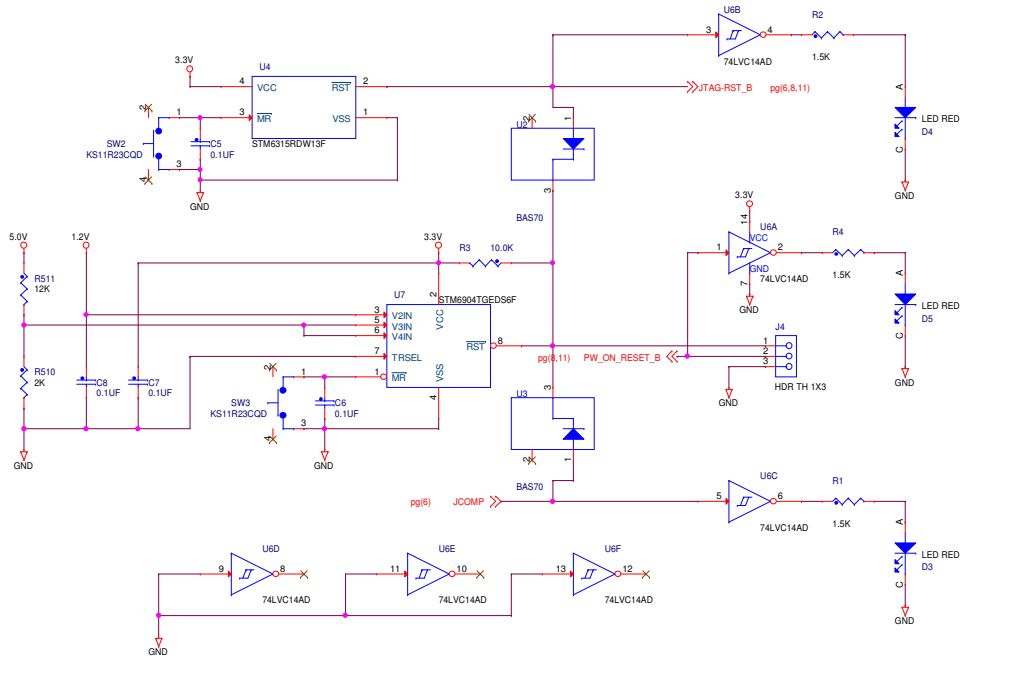 U6B
R2
3
4
74LVC14AD
1.5K
A
LED RED
D4
C
GND
3.3V
U4
4
VCC
RST
2
JTAG-RST_B
pg(6,8,11)
3
MR
VSS
1
STM6315RDW13F
2
1
SW2
KS11R23CQD
C5
0.1UF
3
4
GND
U2
2
1
3
BAS70
5.0V
1.2V
3.3V
R3
10.0K
R511
12K
U7
STM6904TGEDS6F
2
3
V2IN
VCC
5
V3IN
6
V4IN
RST
8
7
TRSEL
VSS
1
MR
4
R510
2K
C8
0.1UF
C7
0.1UF
2
1
SW3
KS11R23CQD
C6
0.1UF
3
4
GND
GND
3.3V
14
U6A
VCC
1
2
GND
7
74LVC14AD
GND
R4
1.5K
A
LED RED
D5
C
GND
pg(8,11)
PW_ON_RESET_B
J4
1
2
3
HDR TH 1X3
GND
3
U3
2
1
BAS70
pg(6)
JCOMP
U6C
5
6
74LVC14AD
R1
1.5K
A
LED RED
D3
C
GND
U6D
9
8
74LVC14AD
U6E
11
10
74LVC14AD
U6F
13
12
74LVC14AD
GND